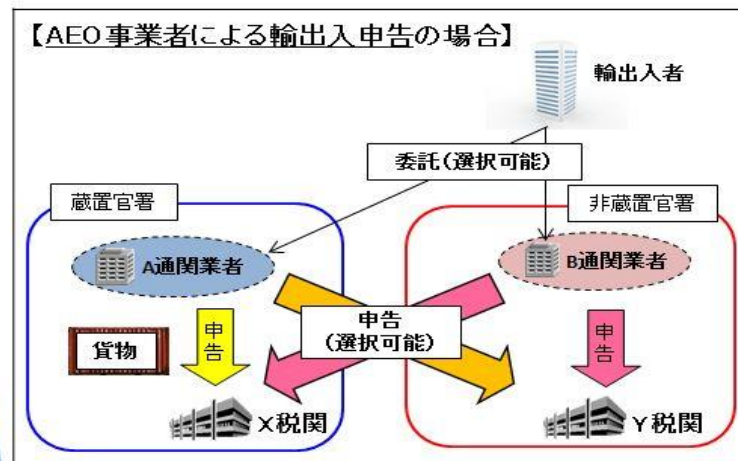 【AEO事業者による輸出入申告の場合】
輸出入者
委託(選択可能)
蔵置官署
非蔵置官署
A通関業者
B通関業者
申告
(選択可能)
申告
申告
貨物
X税関
Y税関